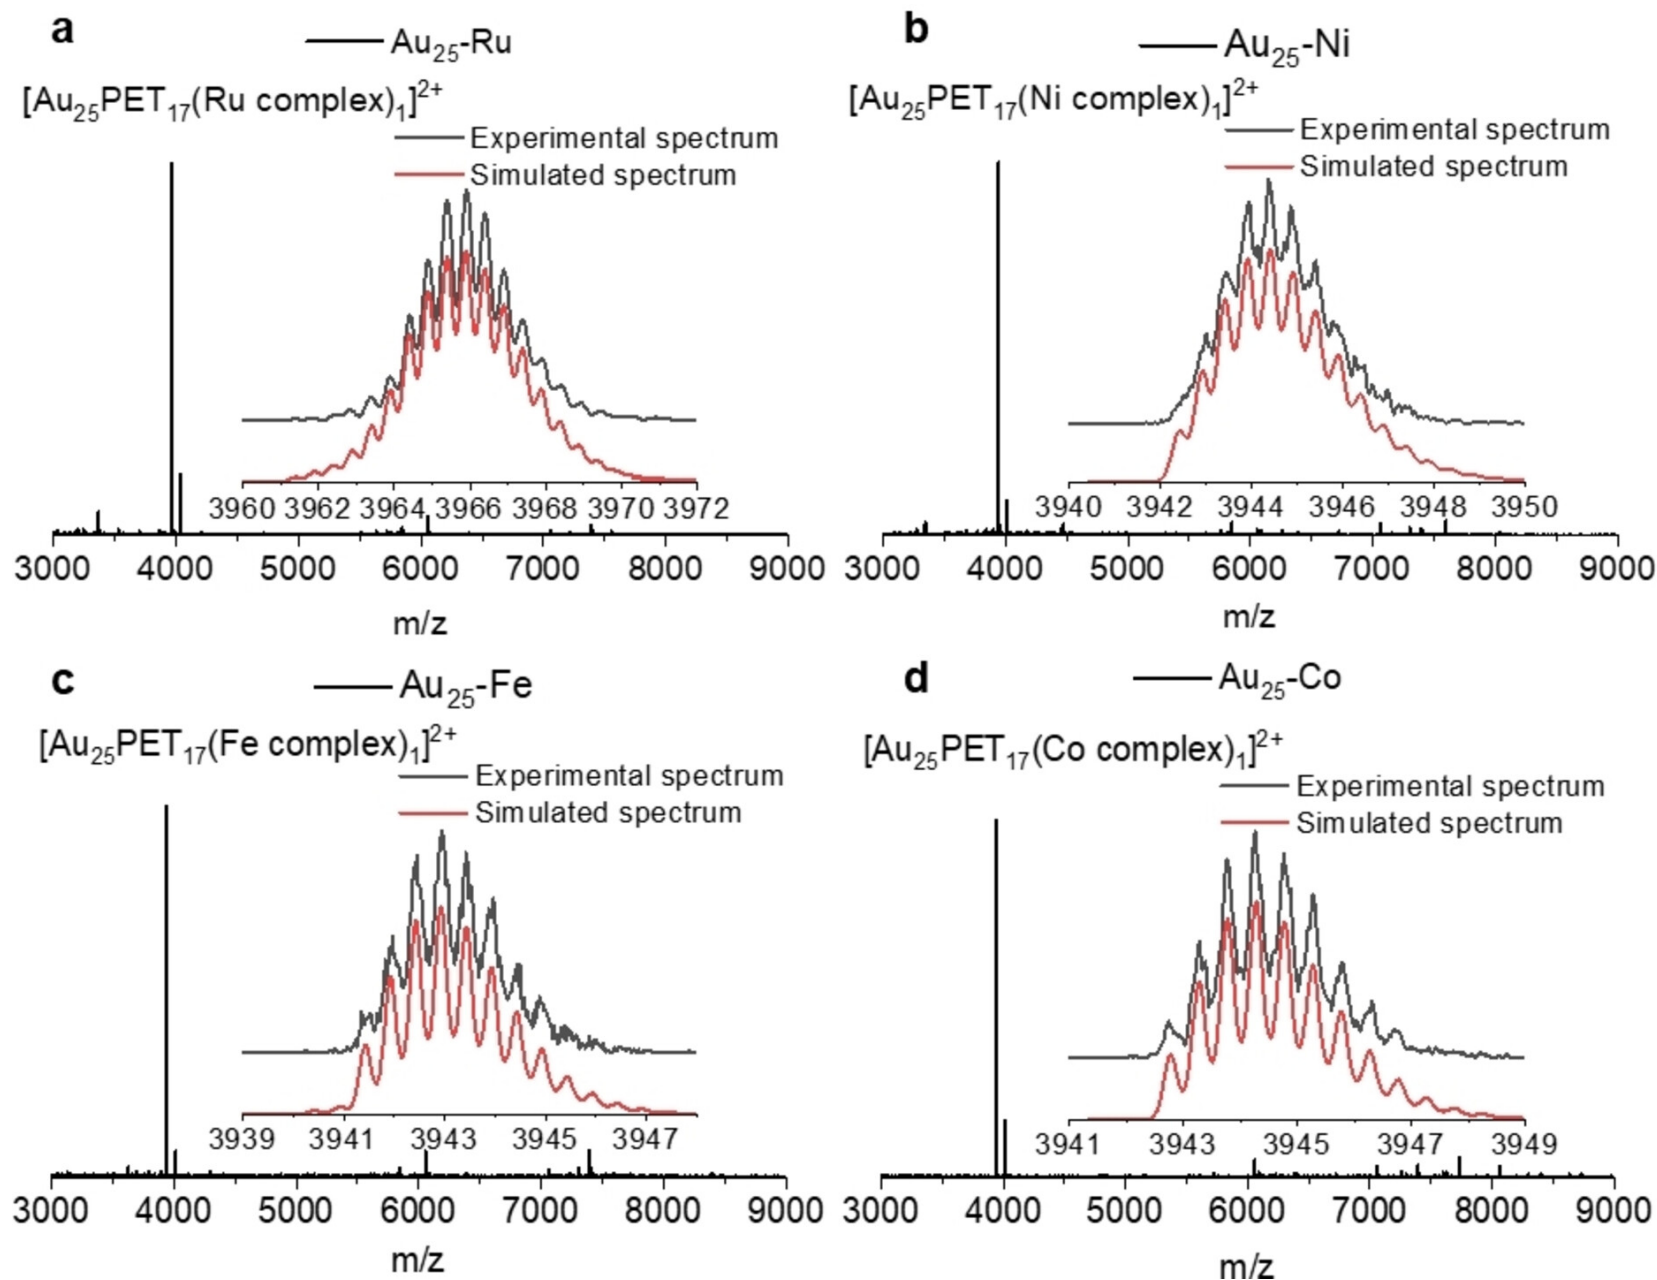 a
Au25-Ru
[Au25PET17(Ru complex)1]2+
Experimental spectrum
Simulated spectrum
3960 3962 3964 3966 3968 3970 3972
3000 4000 5000 6000 7000 8000 9000
m/z
b
Au25-Ni
[Au25PET17(Ni complex)1]2+
Experimental spectrum
Simulated spectrum
3940 3942 3944 3946 3948 3950
3000 4000 5000 6000 7000 8000 9000
m/z
c
Au25-Fe
[Au25PET17(Fe complex)1]2+
Experimental spectrum
Simulated spectrum
3939 3941 3943 3945 3947
3000 4000 5000 6000 7000 8000 9000
m/z
d
Au25-Co
[Au25PET17(Co complex)1]2+
Experimental spectrum
Simulated spectrum
3941 3943 3945 3947 3949
3000 4000 5000 6000 7000 8000 9000
m/z